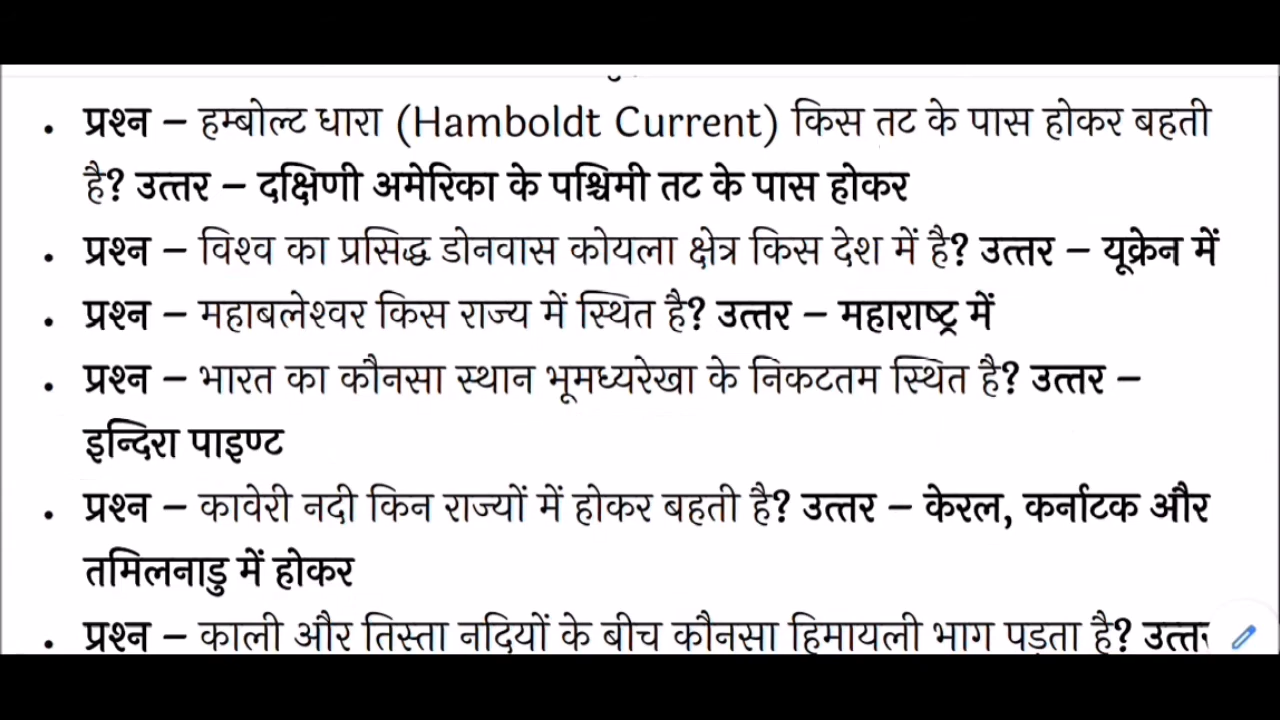 • प्रश्न – हम्बोल्ट धारा (Hamboldt Current) किस तट के पास होकर बहती
है? उत्तर – दक्षिणी अमेरिका के पश्चिमी तट के पास होकर
• प्रश्न – विश्व का प्रसिद्ध डोनवास कोयला क्षेत्र किस देश में है? उत्तर – यूक्रेन में
• प्रश्न – महाबलेश्वर किस राज्य में स्थित है? उत्तर – महाराष्ट्र में
• प्रश्न – भारत का कौनसा स्थान भूमध्यरेखा के निकटतम स्थित है? उत्तर –
इन्दिरा पाइण्ट
• प्रश्न – कावेरी नदी किन राज्यों में होकर बहती है? उत्तर – केरल, कर्नाटक और
तमिलनाडु में होकर
• प्रश्न – काली और तिस्ता नदियों के बीच कौनसा हिमायली भाग पड़ता है?